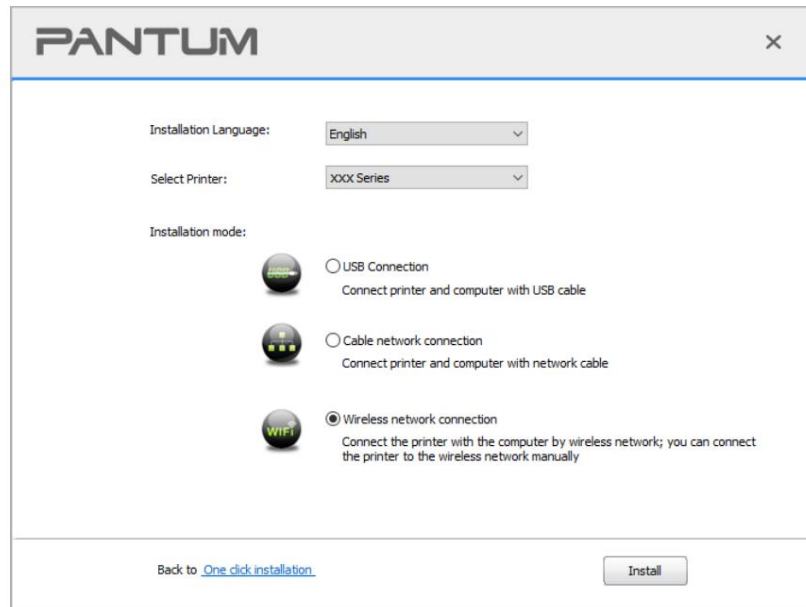 PANTUM
Installation Language: English
Select Printer: XXX Series
Installation mode:
USB
USB Connection
Connect printer and computer with USB cable
Cable network connection
Connect printer and computer with network cable
WiFi
Wireless network connection
Connect the printer with the computer by wireless network; you can connect
the printer to the wireless network manually
Back to One click installation
Install